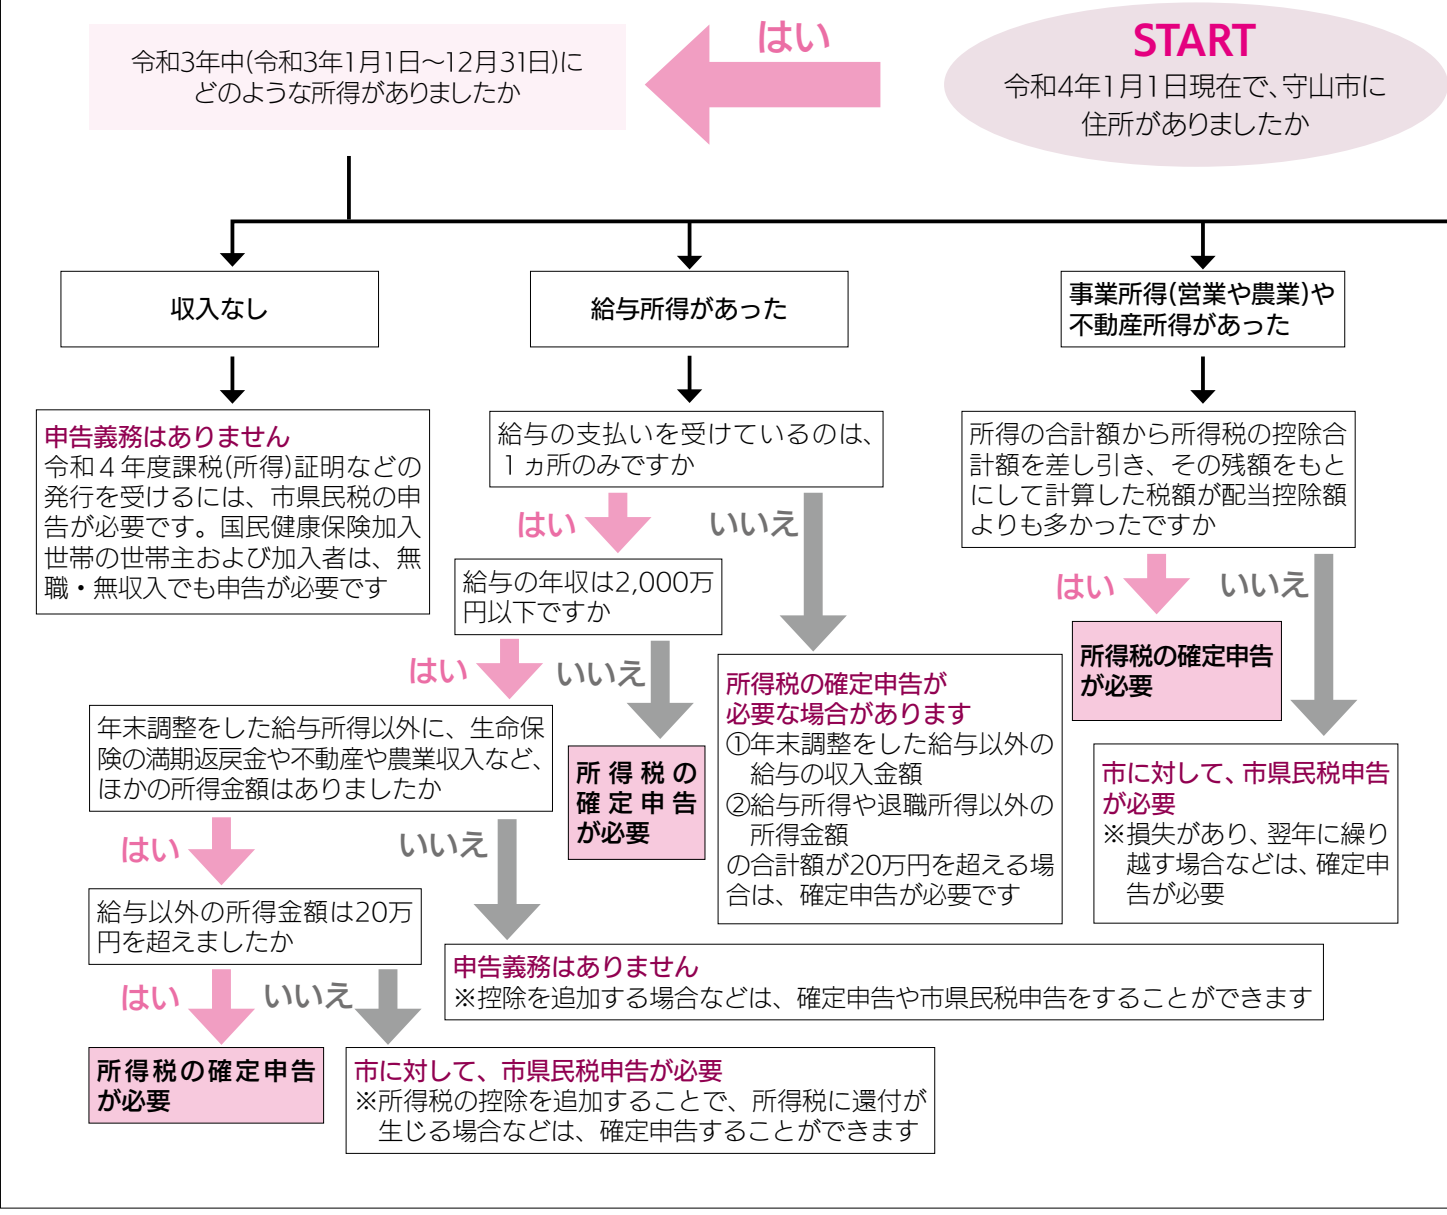 START
令和4年1月1日現在で、守山市に
住所がありましたか
はい
令和3年中(令和3年1月1日～12月31日)に
どのような所得がありましたか
収入なし
申告義務はありません
令和４年度課税(所得)証明などの
発行を受けるには、市県民税の申
告が必要です。国民健康保険加入
世帯の世帯主および加入者は、無
職・無収入でも申告が必要です
給与所得があった
給与の支払いを受けているのは、
１ヵ所のみですか
はい
いいえ
給与の年収は2,000万
円以下ですか
はい
いいえ
年末調整をした給与所得以外に、生命保
険の満期返戻金や不動産や農業収入など、
ほかの所得金額はありましたか
はい
いいえ
給与以外の所得金額は20万
円を超えましたか
はい
いいえ
所得税の確定申告
が必要
市に対して、市県民税申告が必要
※所得税の控除を追加することで、所得税に還付が
生じる場合などは、確定申告することができます
申告義務はありません
※控除を追加する場合などは、確定申告や市県民税申告をすることができます
所得税の
確定申告
が必要
所得税の確定申告が
必要な場合があります
①年末調整をした給与以外の
給与の収入金額
②給与所得や退職所得以外の
所得金額
の合計額が20万円を超える場
合は、確定申告が必要です
事業所得(営業や農業)や
不動産所得があった
所得の合計額から所得税の控除合
計額を差し引き、その残額をもと
にして計算した税額が配当控除額
よりも多かったですか
はい
いいえ
所得税の確定申告
が必要
市に対して、市県民税申告
が必要
※損失があり、翌年に繰り
越す場合などは、確定申
告が必要